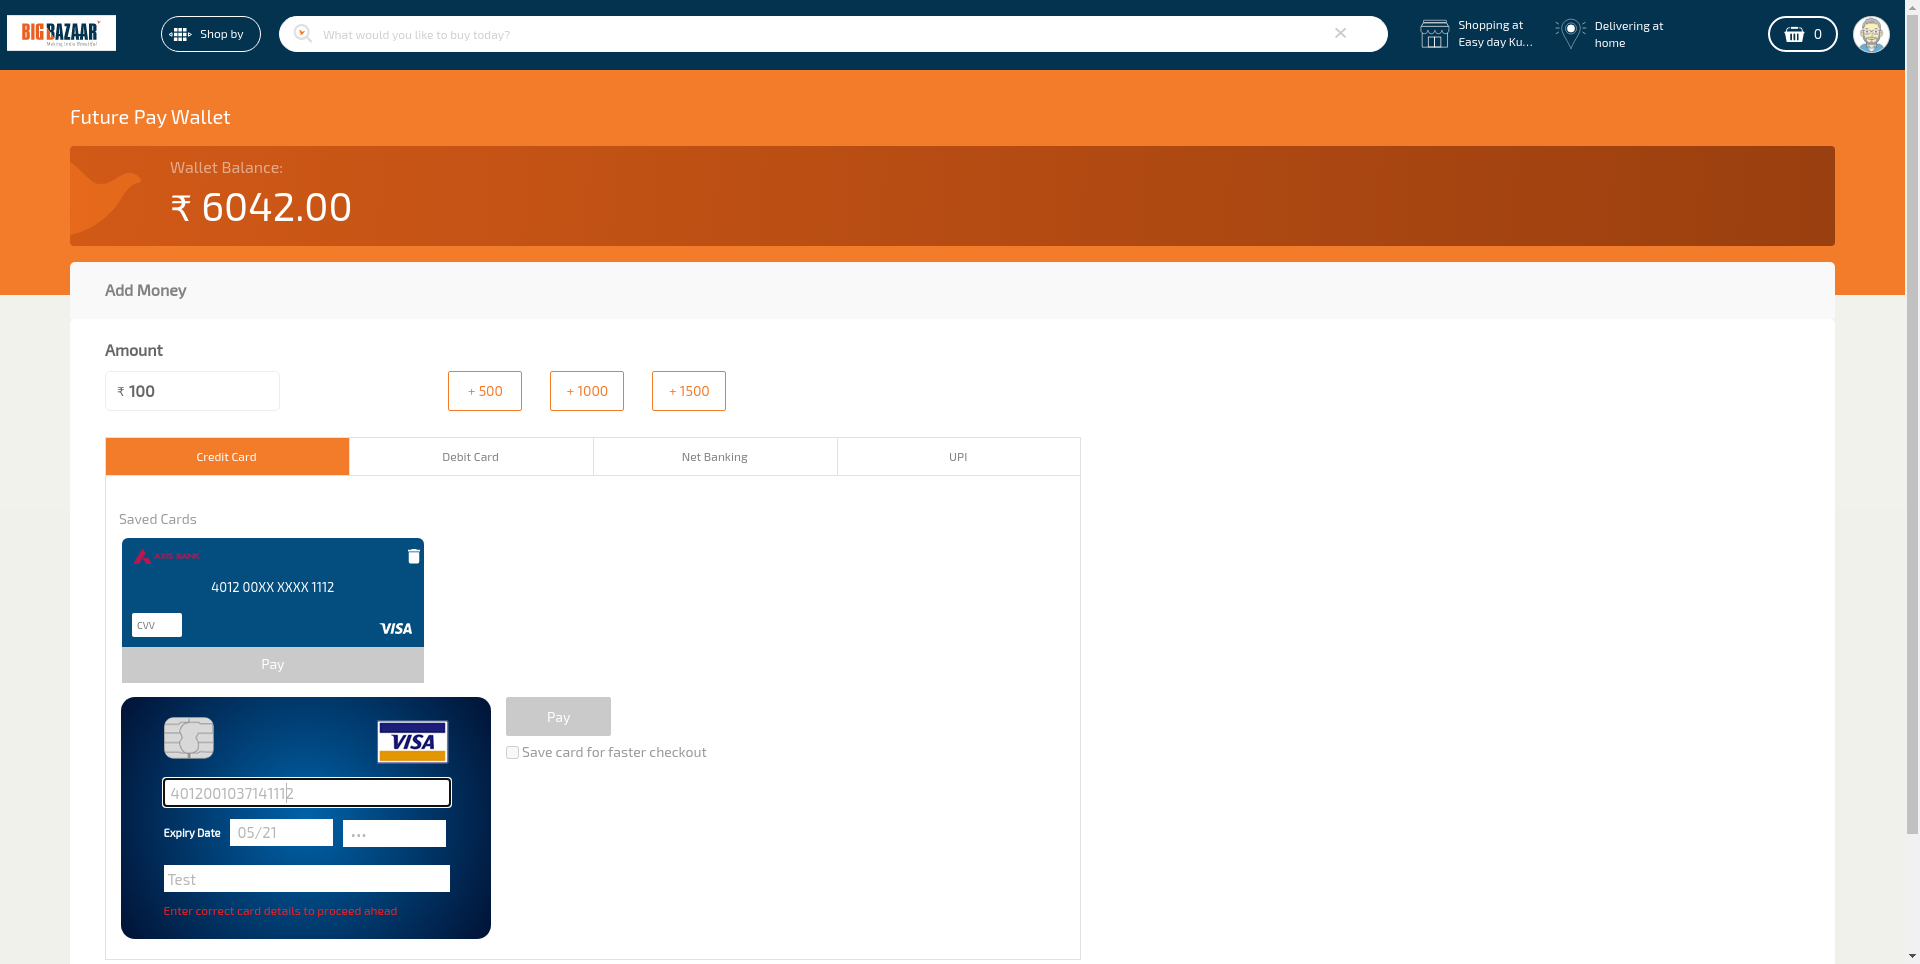 BIG BAZAAR
Making India Beautiful
Shop by
What would you like to buy today?
Shopping at
Easy day Ku...
Delivering at
home
0
Future Pay Wallet
Wallet Balance:
₹ 6042.00
Add Money
Amount
₹ 100
+ 500
+ 1000
+ 1500
Credit Card
Debit Card
Net Banking
UPI
Saved Cards
AXIS BANK
4012 00XX XXXX 1112
CVV
VISA
Pay
VISA
Pay
Save card for faster checkout
4012001037141112
Expiry Date
05/21
Test
Enter correct card details to proceed ahead